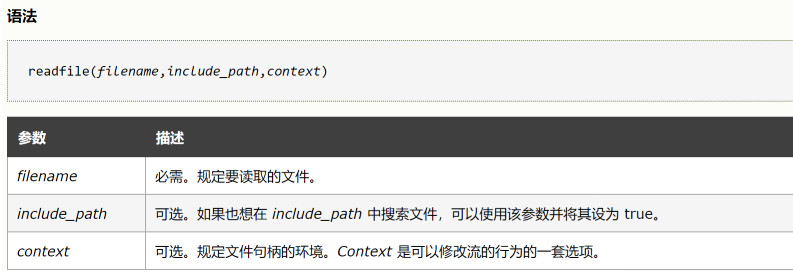 语法
readfile(filename,include_path,context)
参数 描述
filename 必需。规定要读取的文件。
include_path 可选。如果也想在 include_path 中搜索文件，可以使用该参数并将其设为 true。
context 可选。规定文件句柄的环境。Context 是可以修改流的行为的一套选项。